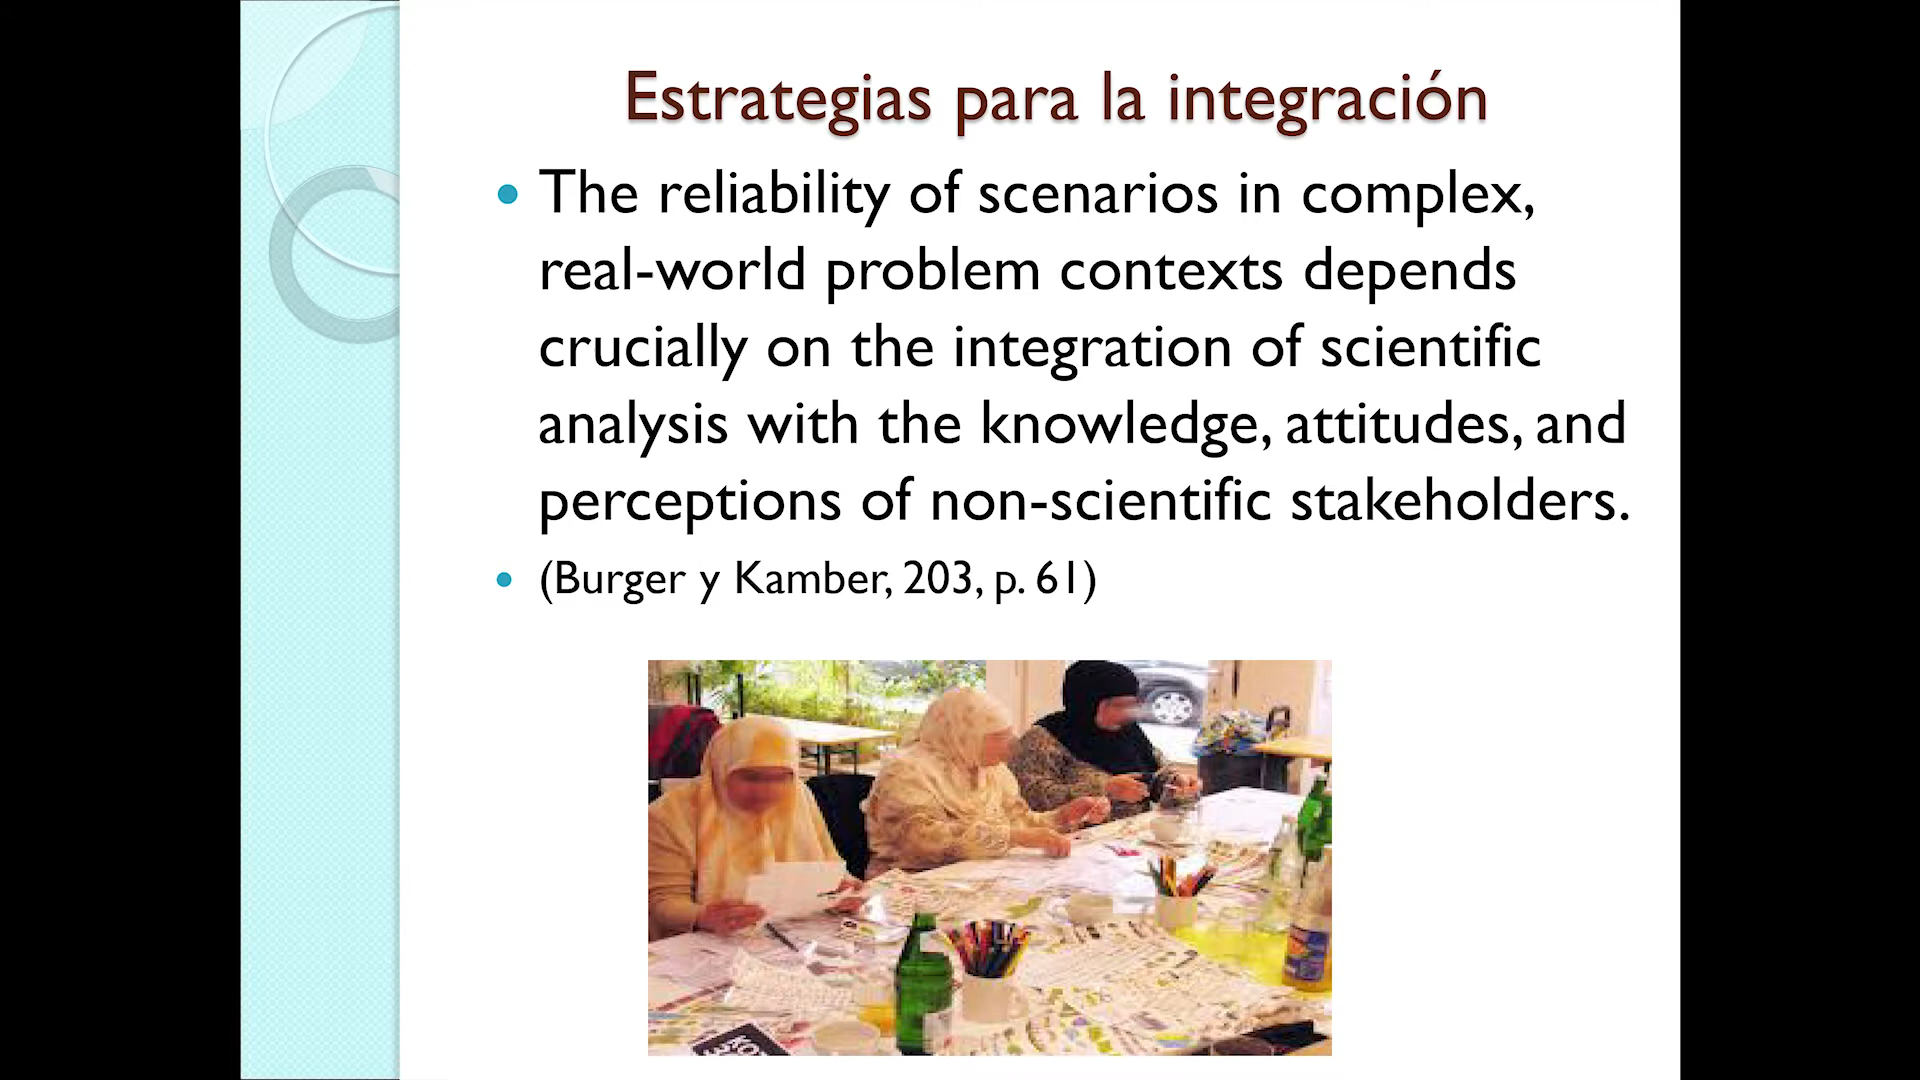 Estrategias para la integración
The reliability of scenarios in complex,
real-world problem contexts depends
crucially on the integration of scientific
analysis with the knowledge, attitudes, and
perceptions of non-scientific stakeholders.
(Burger y Kamber, 203, p. 61)